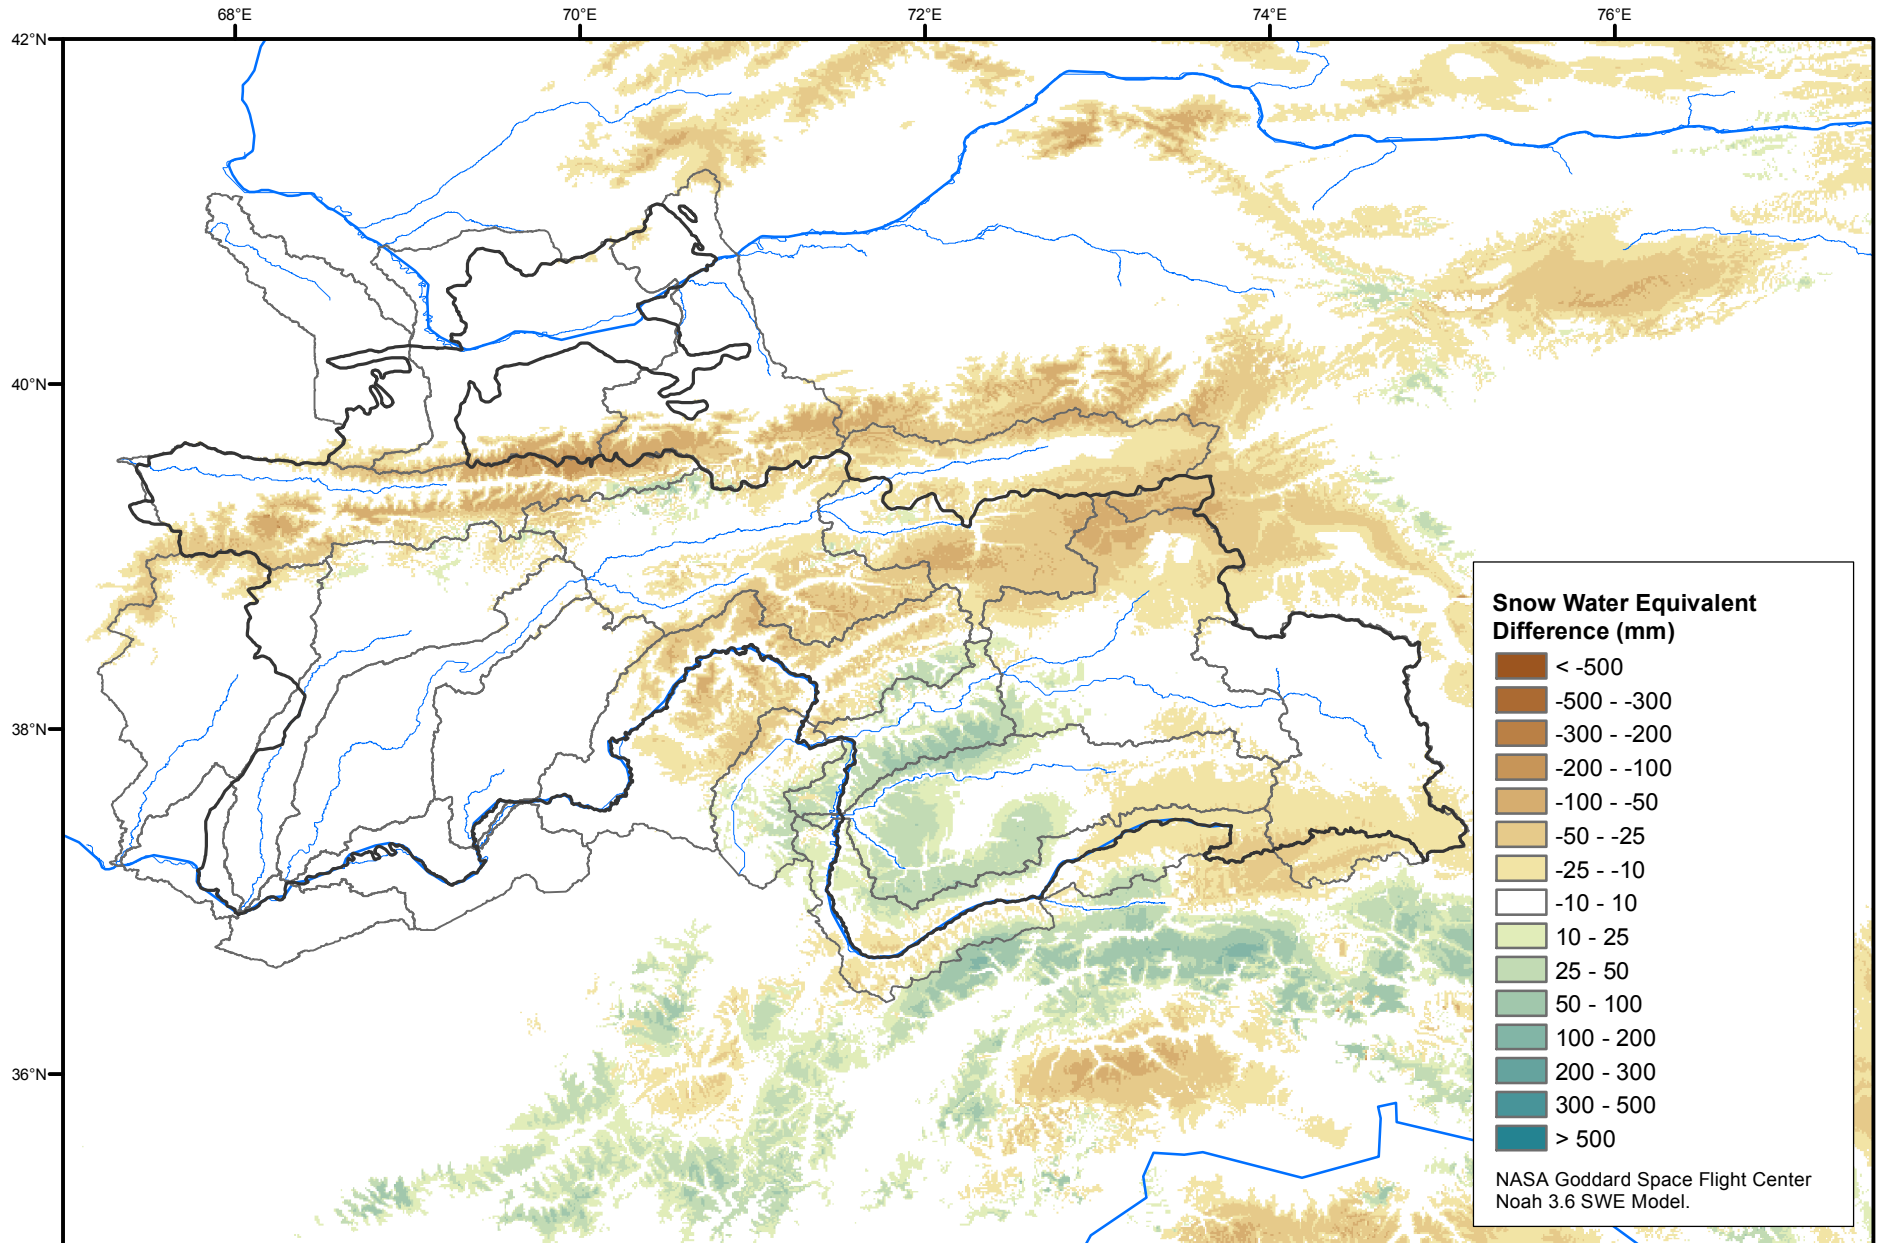 68°E 70°E 72°E 74°E 76°E
42°N
40°N
38°N
36°N
Snow Water Equivalent
Difference (mm)
< -500
-500 - -300
-300 - -200
-200 - -100
-100 - -50
-50 - -25
-25 - -10
-10 - 10
10 - 25
25 - 50
50 - 100
100 - 200
200 - 300
300 - 500
> 500
NASA Goddard Space Flight Center
Noah 3.6 SWE Model.